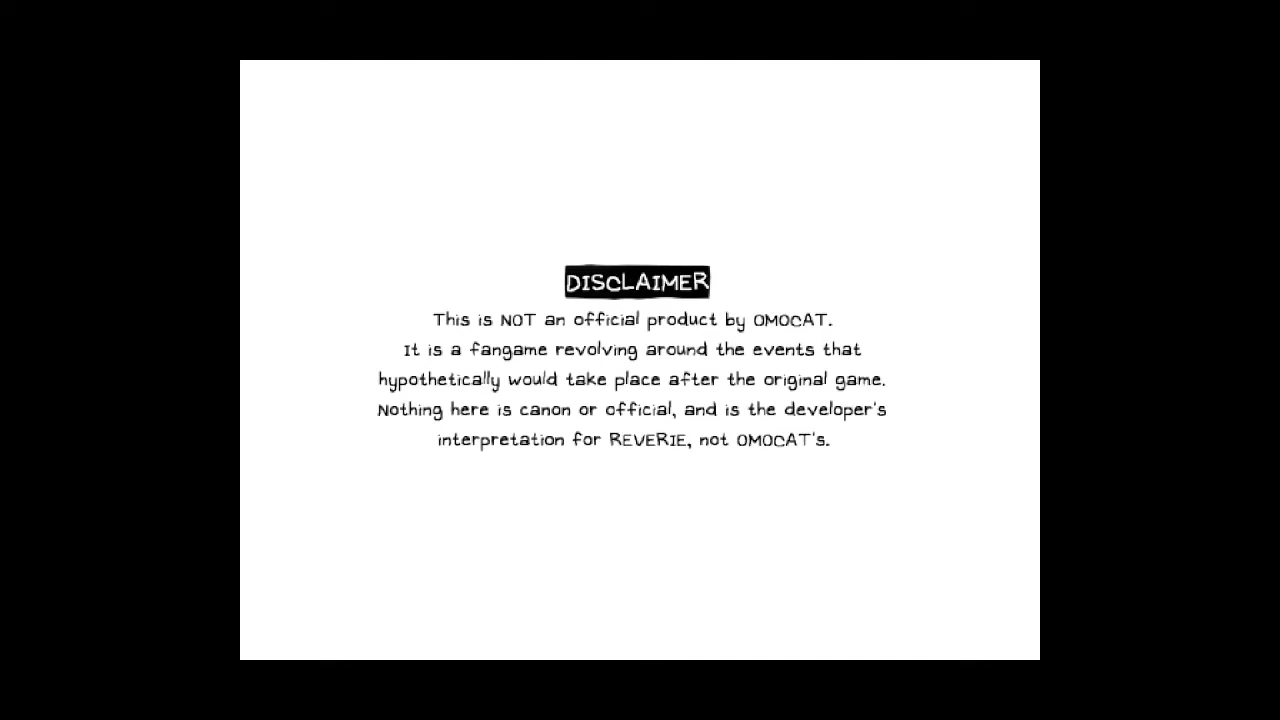 DISCLAIMER
This is NOT an official product by OMOCAT.
It is a fangame revolving around the events that
hypothetically would take place after the original game.
Nothing here is canon or official, and is the developer's
interpretation for REVERIE, not OMOCAT's.